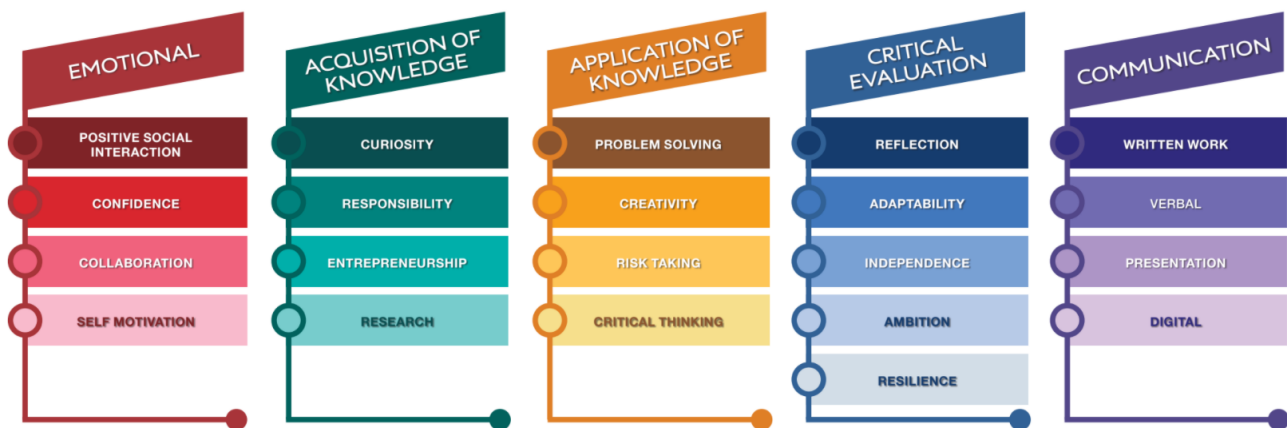 EMOTIONAL
POSITIVE SOCIAL
INTERACTION
CONFIDENCE
COLLABORATION
SELF MOTIVATION
ACQUISITION OF
KNOWLEDGE
CURIOSITY
RESPONSIBILITY
ENTREPRENEURSHIP
RESEARCH
APPLICATION OF
KNOWLEDGE
PROBLEM SOLVING
CREATIVITY
RISK TAKING
CRITICAL THINKING
CRITICAL
EVALUATION
REFLECTION
ADAPTABILITY
INDEPENDENCE
AMBITION
RESILIENCE
COMMUNICATION
WRITTEN WORK
VERBAL
PRESENTATION
DIGITAL